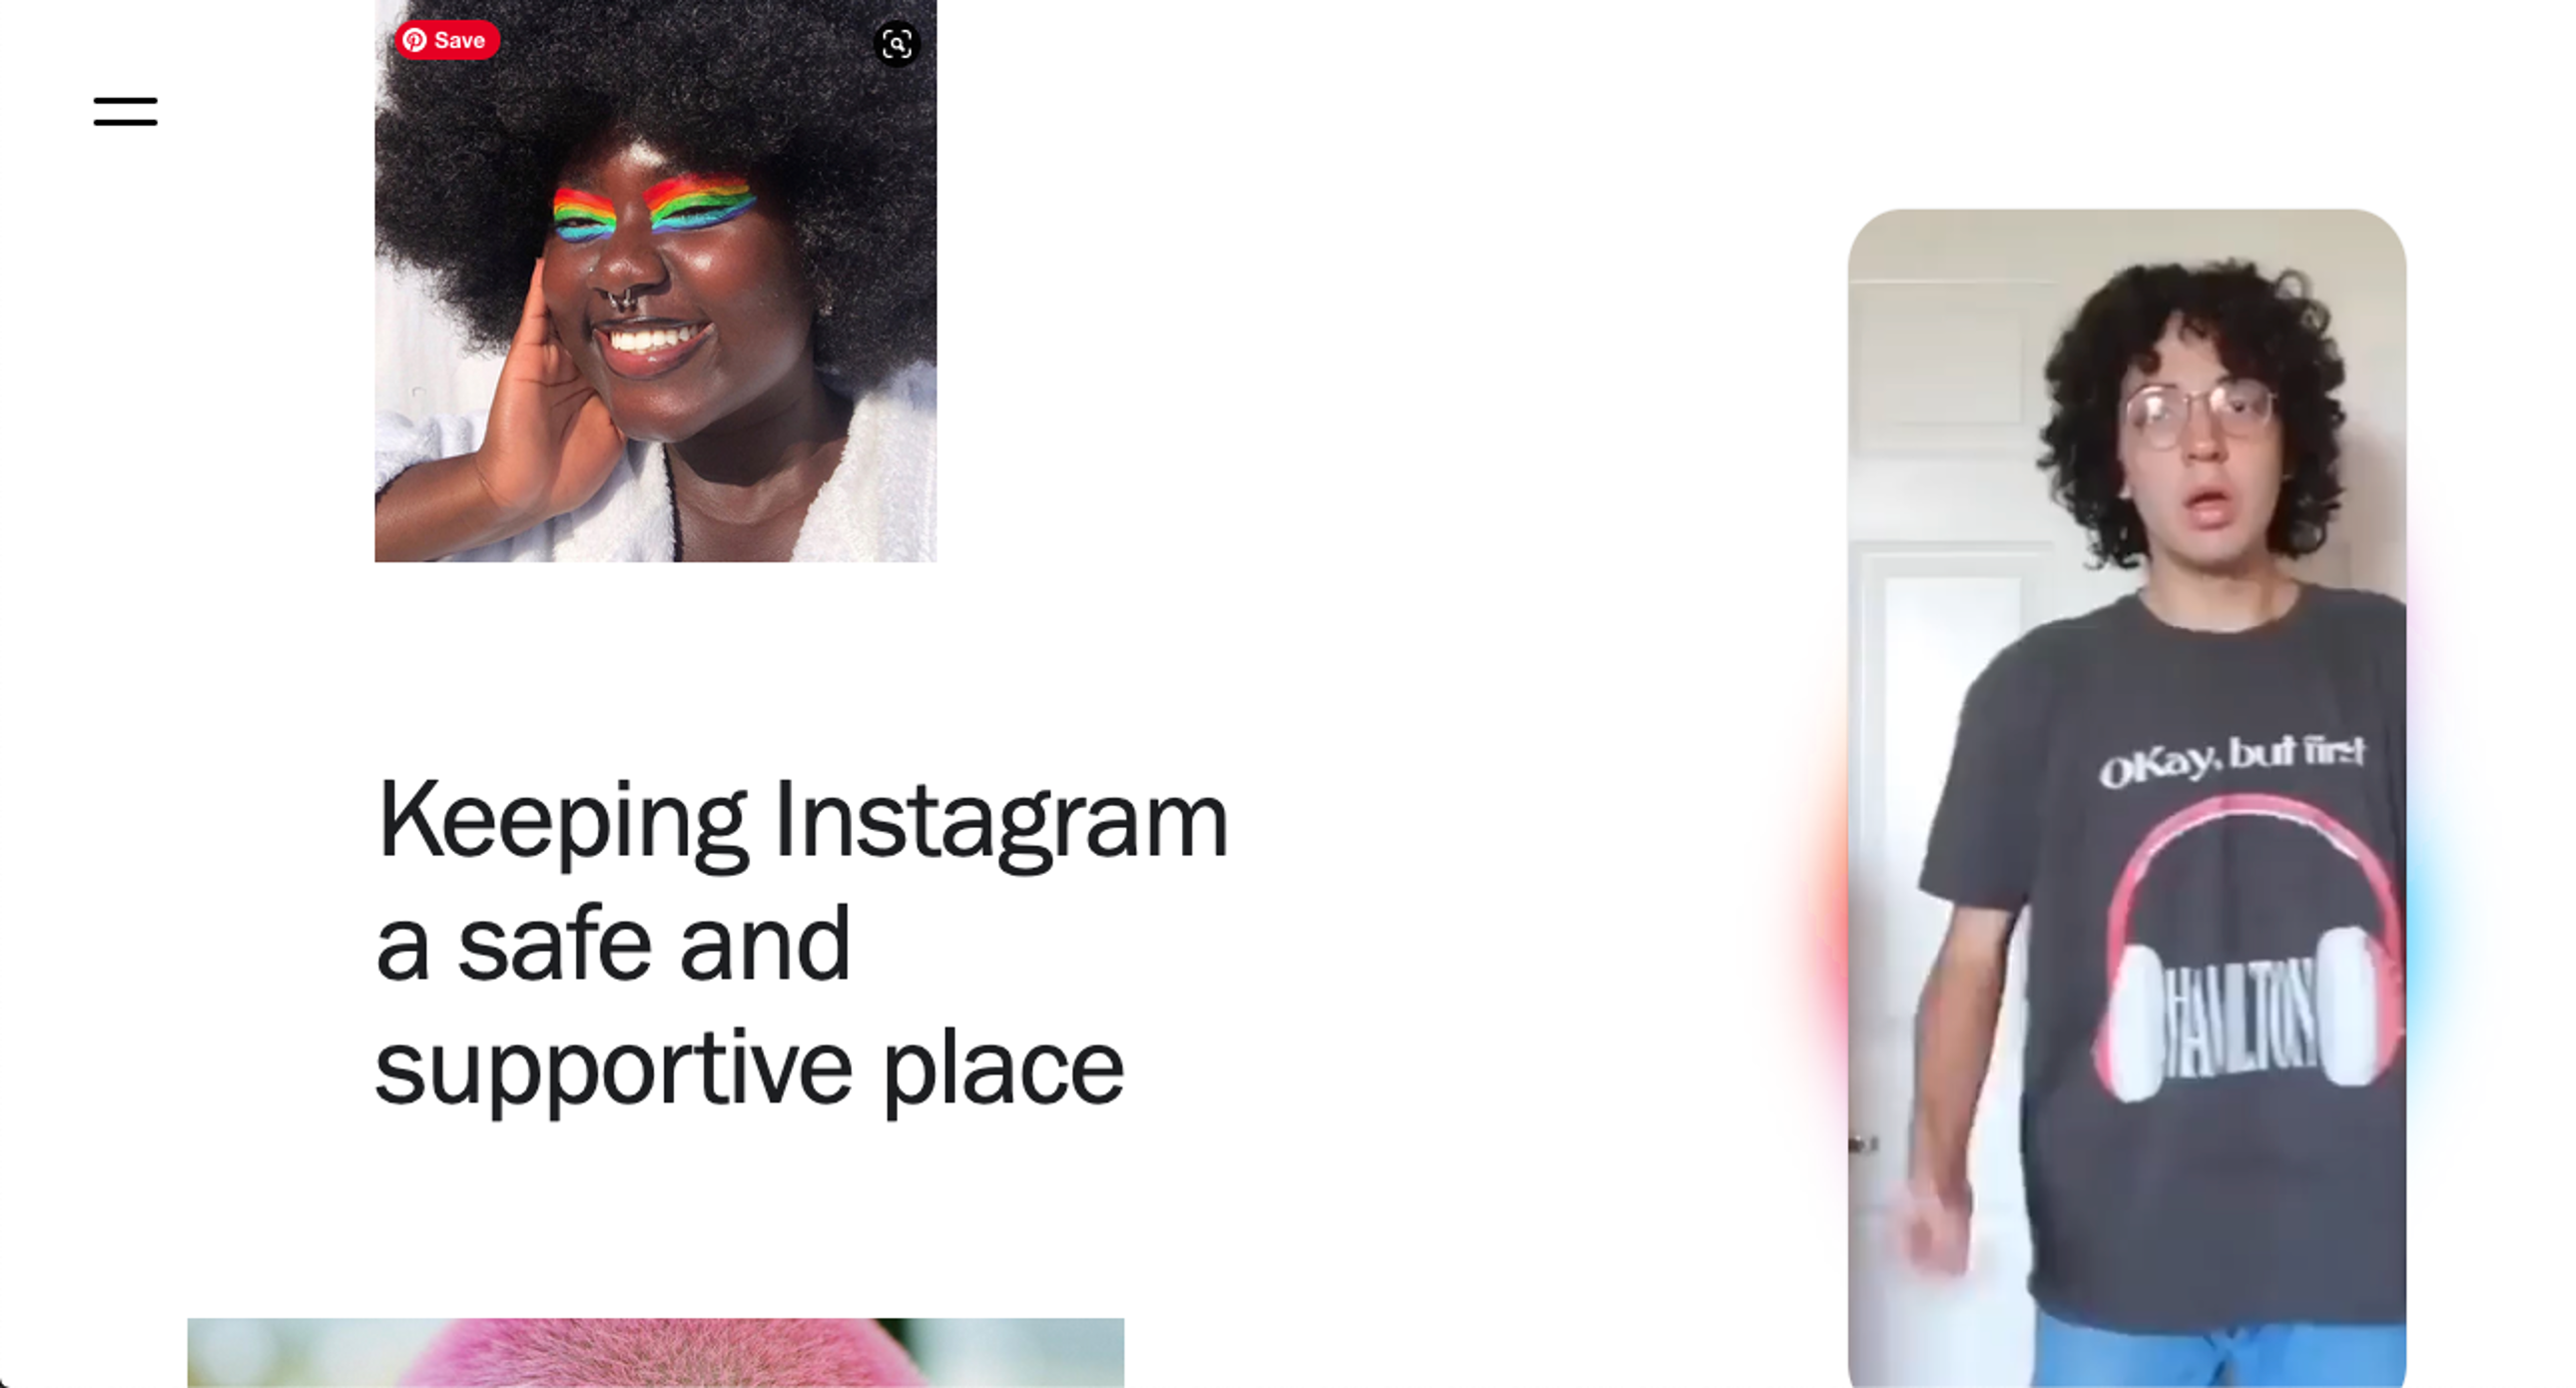 Save
Keeping Instagram
a safe and
supportive place
OKay, but first
HAMILTON